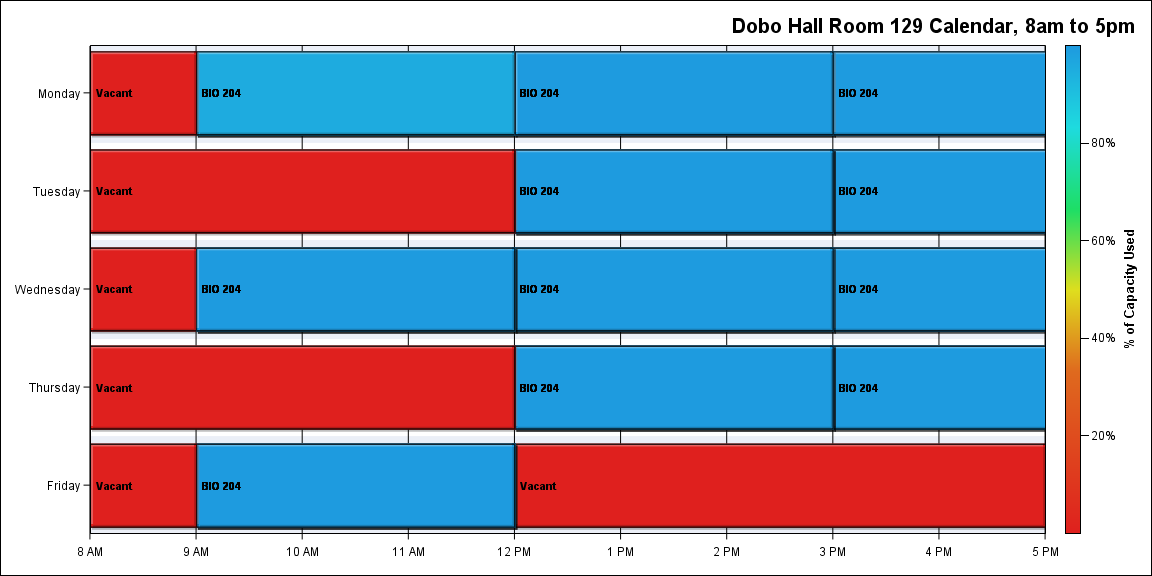 Dobo Hall Room 129 Calendar, 8am to 5pm
Monday
Vacant
BIO 204
BIO 204
BIO 204
Tuesday
Vacant
BIO 204
BIO 204
Wednesday
Vacant
BIO 204
BIO 204
BIO 204
Thursday
Vacant
BIO 204
BIO 204
Friday
Vacant
BIO 204
Vacant
8 AM
9 AM
10 AM
11 AM
12 PM
1 PM
2 PM
3 PM
4 PM
5 PM
80%
60%
40%
20%
% of Capacity Used